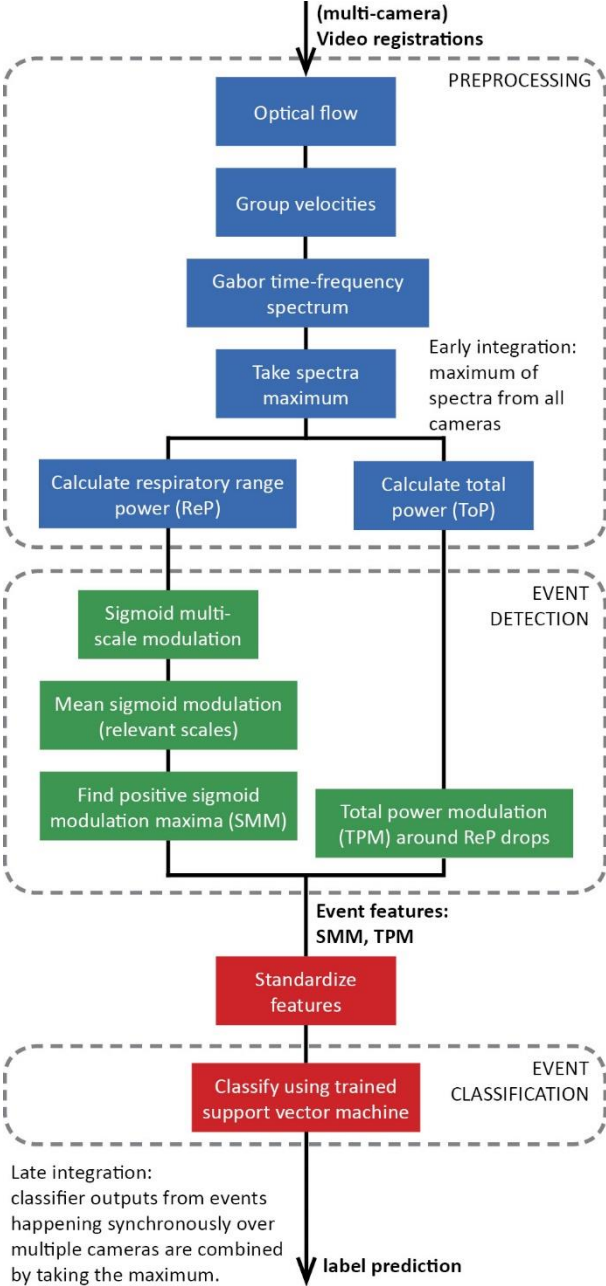 (multi-camera)
Video registrations
PREPROCESSING
Optical flow
Group velocities
Gabor time-frequency
spectrum
Take spectra
maximum
Early integration:
maximum of
spectra from all
cameras
Calculate respiratory range
power (ReP)
Calculate total
power (ToP)
EVENT
DETECTION
Sigmoid multi-
scale modulation
Mean sigmoid modulation
(relevant scales)
Find positive sigmoid
modulation maxima (SMM)
Total power modulation
(TPM) around ReP drops
Event features:
SMM, TPM
Standardize
features
EVENT
CLASSIFICATION
Classify using trained
support vector machine
Late integration:
classifier outputs from events
happening synchronously over
multiple cameras are combined
by taking the maximum.
label prediction